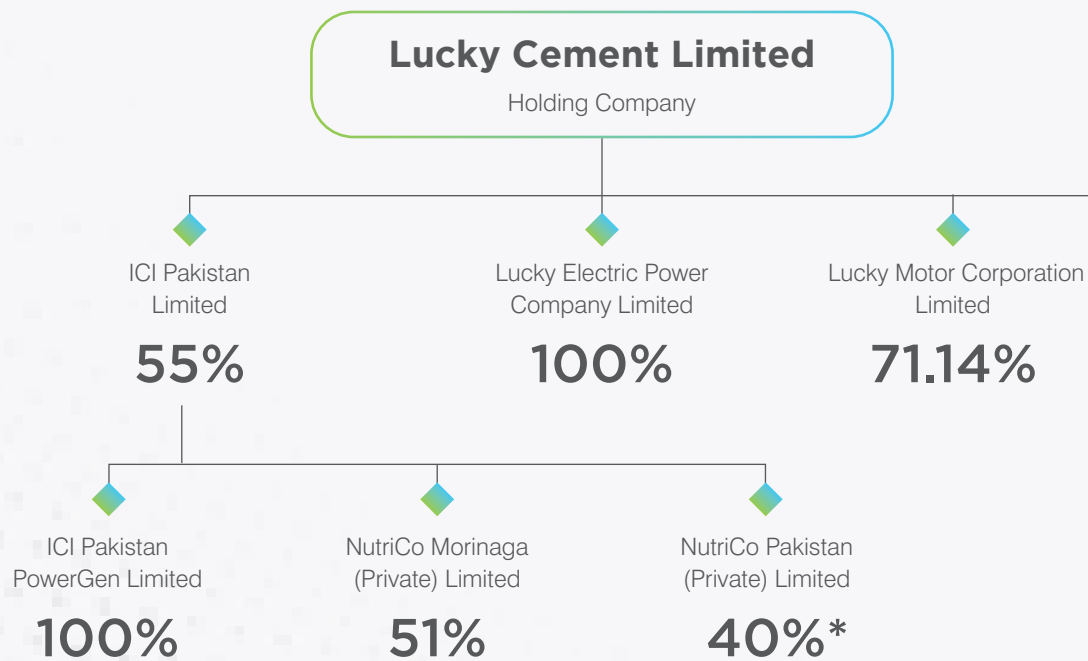 Lucky Cement Limited
Holding Company
ICI Pakistan
Limited
55%
Lucky Electric Power
Company Limited
100%
Lucky Motor Corporation
Limited
71.14%
ICI Pakistan
PowerGen Limited
100%
NutriCo Morinaga
(Private) Limited
51%
NutriCo Pakistan
(Private) Limited
40%*